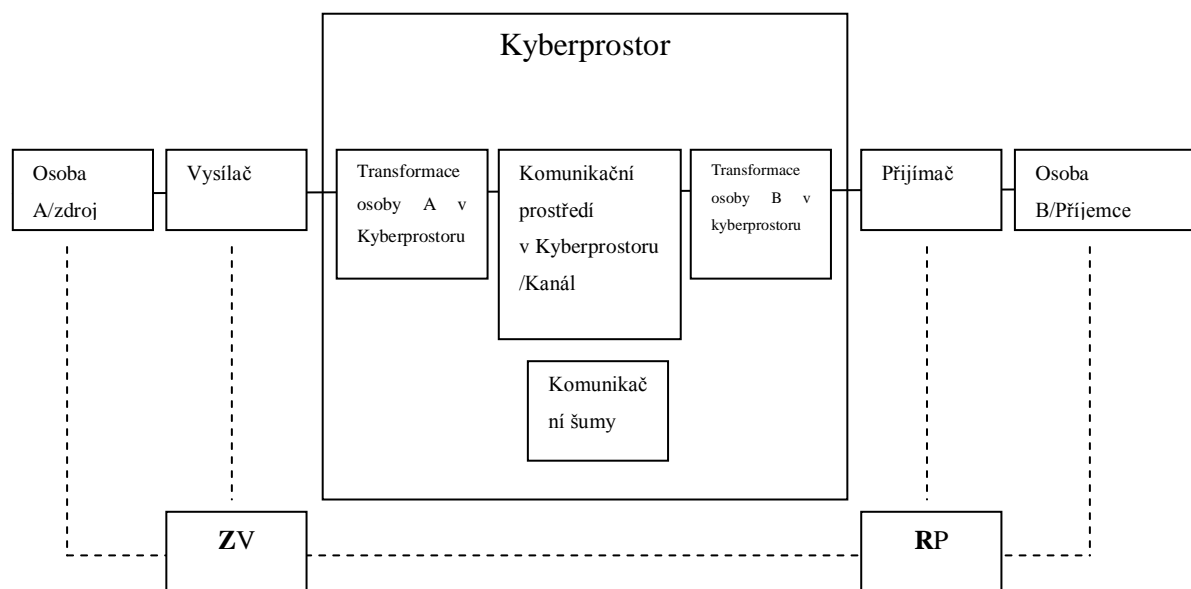 Kyberprostor
Osoba
A/zdroj
Vysílač
Transformace
osoby A v
Kyberprostoru
Komunikační
prostředí
v Kyberprostoru
/Kanál
Transformace
osoby B v
kyberprostoru
Přijímač
Osoba
B/Příjemce
Komunikač
ní šumy
ZV
RP